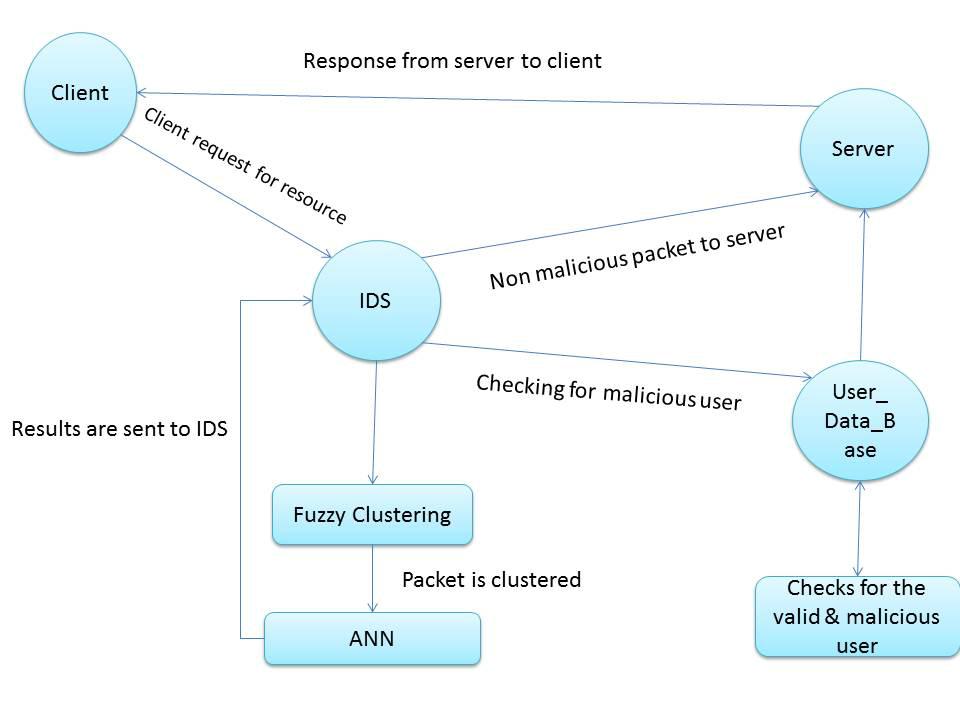 Response from server to client
Client
Client request for resource
Server
Non malicious packet to server
IDS
Checking for malicious user
User_
Data_B
ase
Results are sent to IDS
Fuzzy Clustering
Packet is clustered
Checks for the
valid & malicious
user
ANN